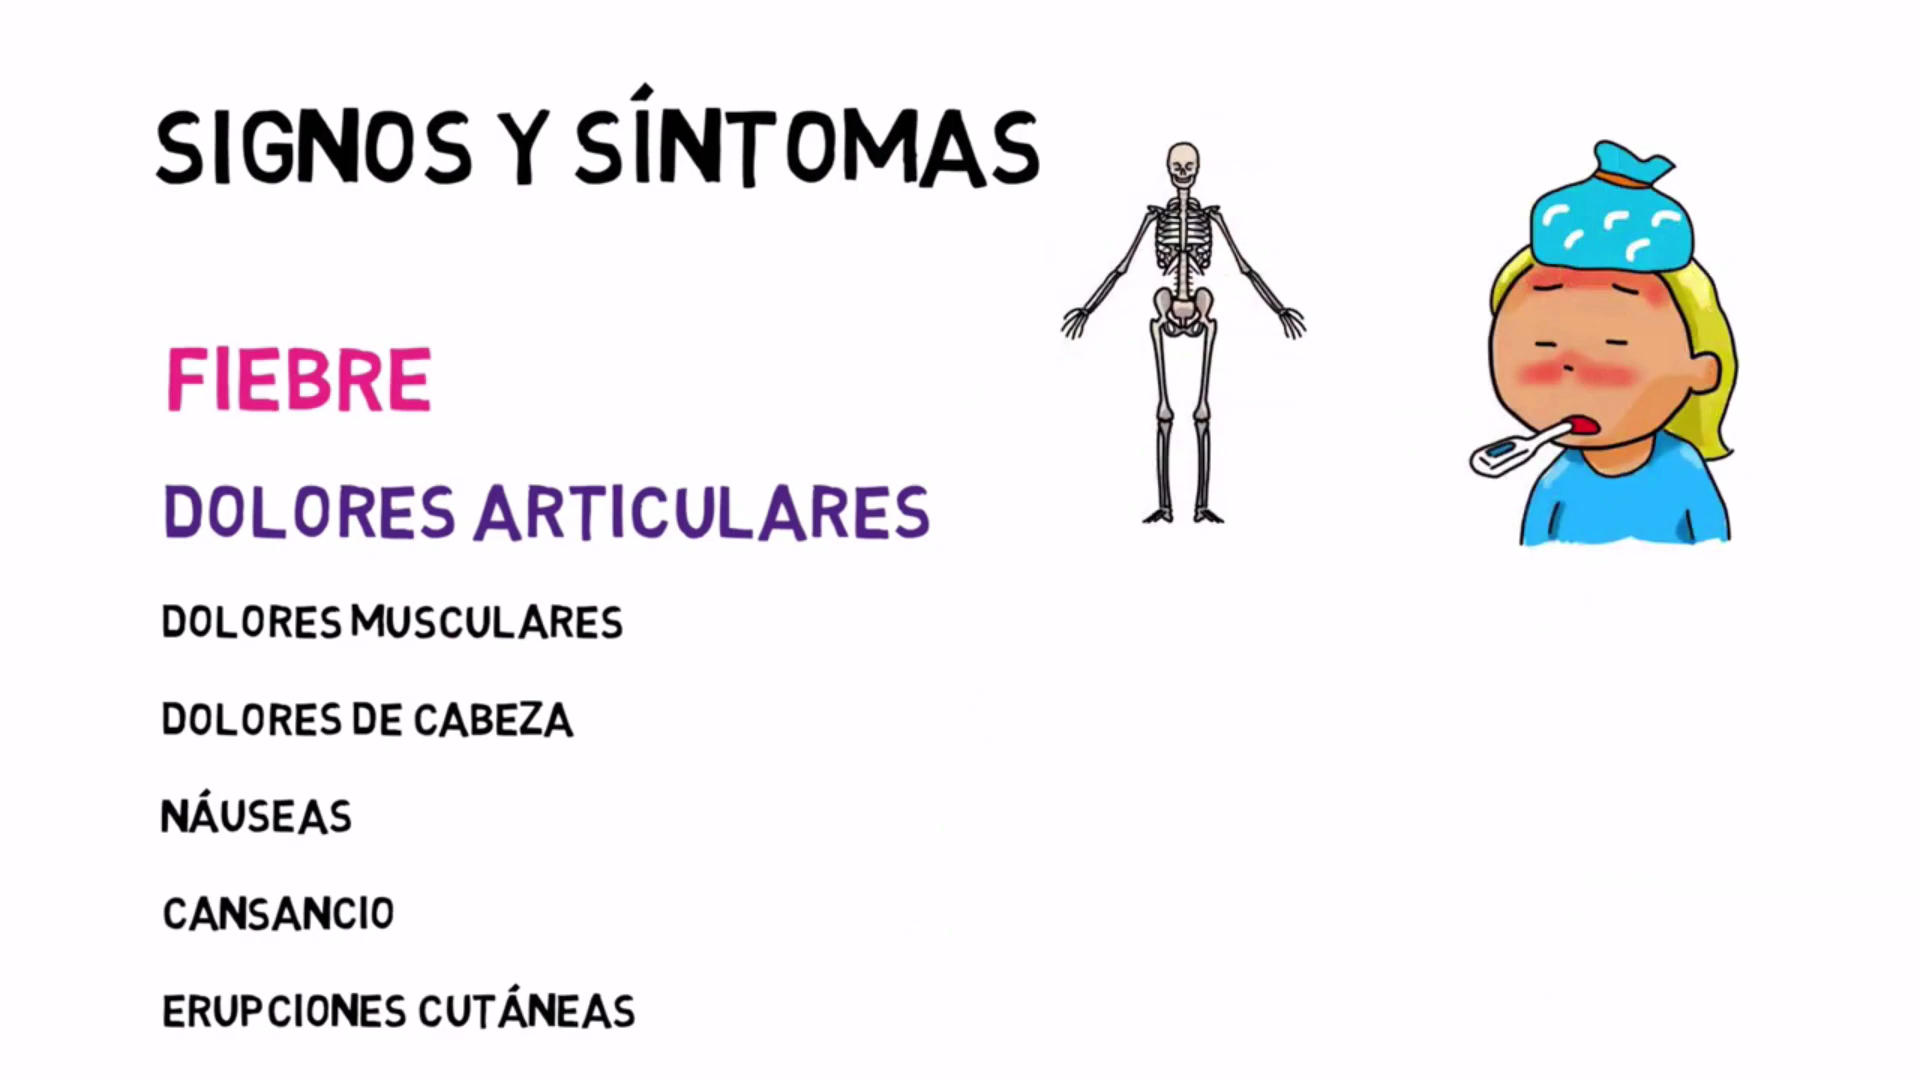 SIGNOS Y SÍNTOMAS
FIEBRE
DOLORES ARTICULARES
DOLORES MUSCULARES
DOLORES DE CABEZA
NÁUSEAS
CANSANCIO
ERUPCIONES CUTÁNEAS